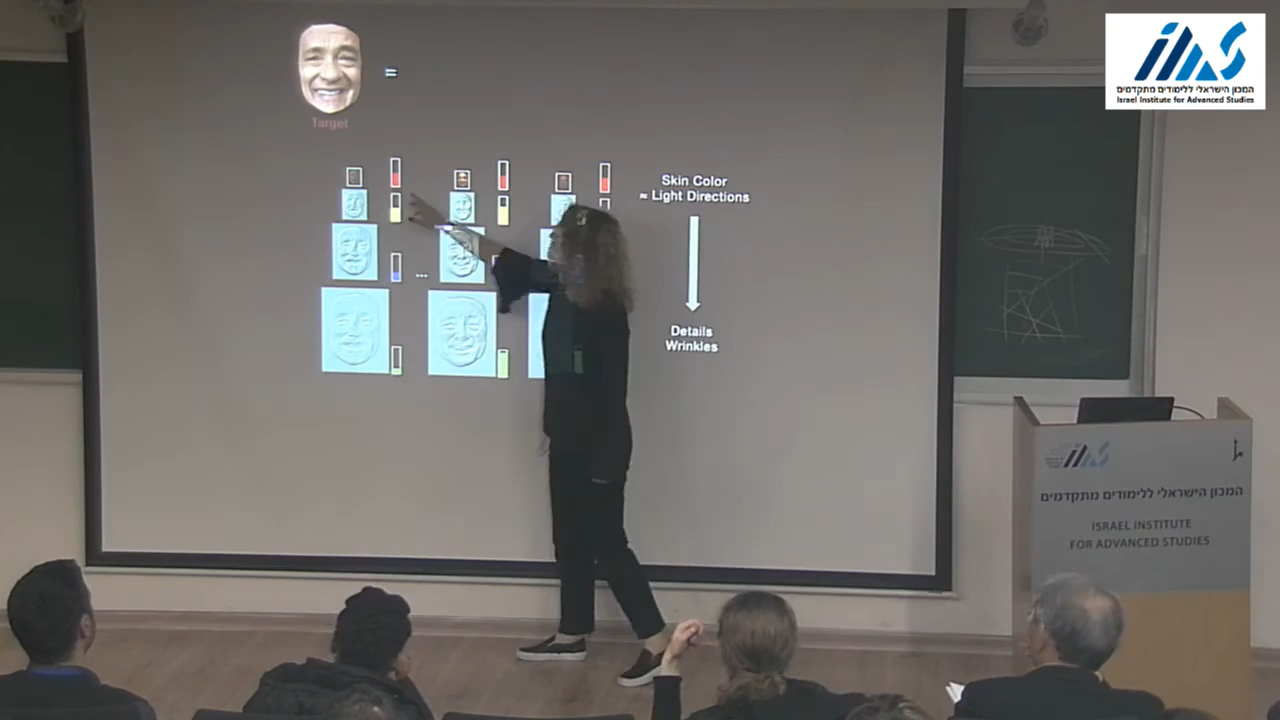 המכון הישראלי ללימודים מתקדמים
Israel Institute for Advanced Studies
=
Target
Skin Color
≈ Light Directions
...
Details
Wrinkles
המכון הישראלי ללימודים מתקדמים
ISRAEL INSTITUTE
FOR ADVANCED STUDIES